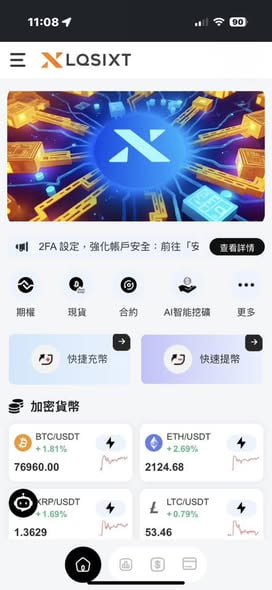 11:08
90
LQSIXT
2FA 設定，強化帳戶安全：前往「安
查看詳情
期權
現貨
合約
AI智能挖礦
更多
快捷充幣
快速提幣
加密貨幣
BTC/USDT
+1.81%
76960.00
ETH/USDT
+2.69%
2124.68
XRP/USDT
+1.69%
1.3629
LTC/USDT
+0.79%
53.46